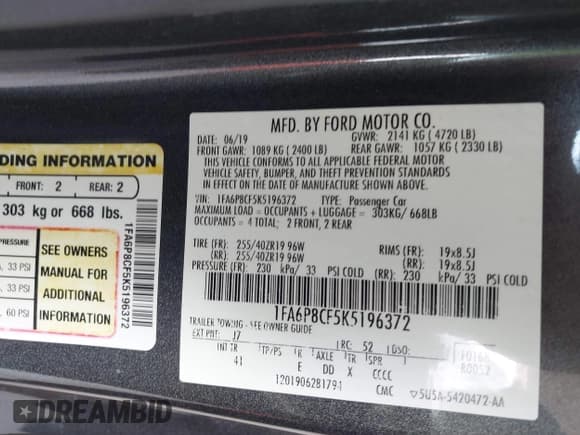 MFD. BY FORD MOTOR CO.
DATE: 06/19 GVWR: 2141 KG ( 4720 LB)
FRONT GAWR: 1089 KG ( 2400 LB) REAR GAWR: 1057 KG ( 2330 LB)
THIS VEHICLE CONFORMS TO ALL APPLICABLE FEDERAL MOTOR
VEHICLE SAFETY, BUMPER, AND THEFT PREVENTION STANDARDS
IN EFFECT ON THE DATE OF MANUFACTURE SHOWN ABOVE.
VIN: 1FA6P8CF5K5196372 TYPE: Passenger Car
MAXIMUM LOAD = OCCUPANTS + LUGGAGE = 303KG/ 668LB
OCCUPANTS = 4 TOTAL; 2 FRONT, 2 REAR
TIRE (FR): 255/40ZR19 96W RIMS (FR): 19x8.5J
(RR): 255/40ZR19 96W (RR): 19x8.5J
PRESSURE (FR): 230 kPa/ 33 PSI COLD (RR): 230 kPa/ 33 PSI COLD
1FA6P8CF5K5196372
TRAILER TOWING - SEE OWNER GUIDE
EXT PNT: J7 RC: 52 DSO:
INT TR TP/PS R AXLE TR SPR
41 E DD X CCCC
CMC 5U5A-5420472-AA
DING INFORMATION
FRONT: 2 REAR: 2
303 kg or 668 lbs.
PRESSURE
33 PSI
33 PSI
60 PSI
SEE OWNERS
MANUAL FOR
ADDITIONAL
INFORMATION
1FA6P8CF5K5196372
DREAMBID